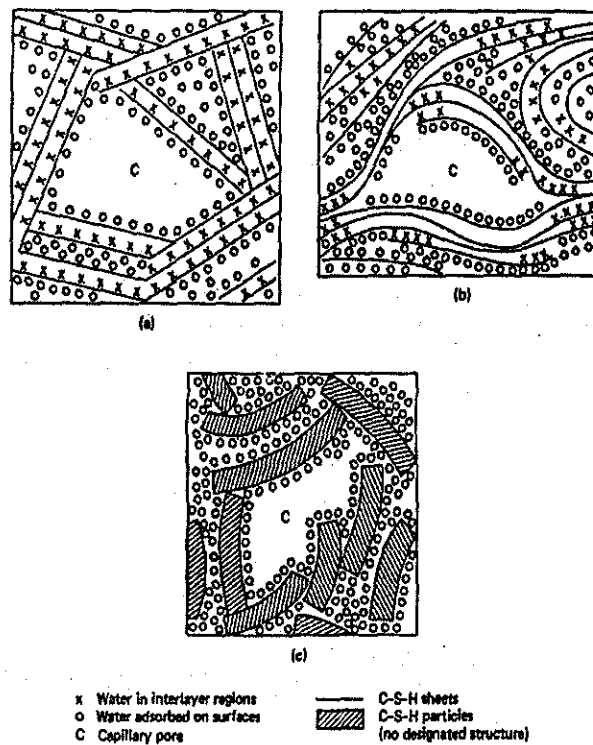 C
(a)
C
(b)
C
(c)
x Water in interlayer regions
o Water adsorbed on surfaces
C Capillary pore
C-S-H sheets
C-S-H particles
(no designated structure)